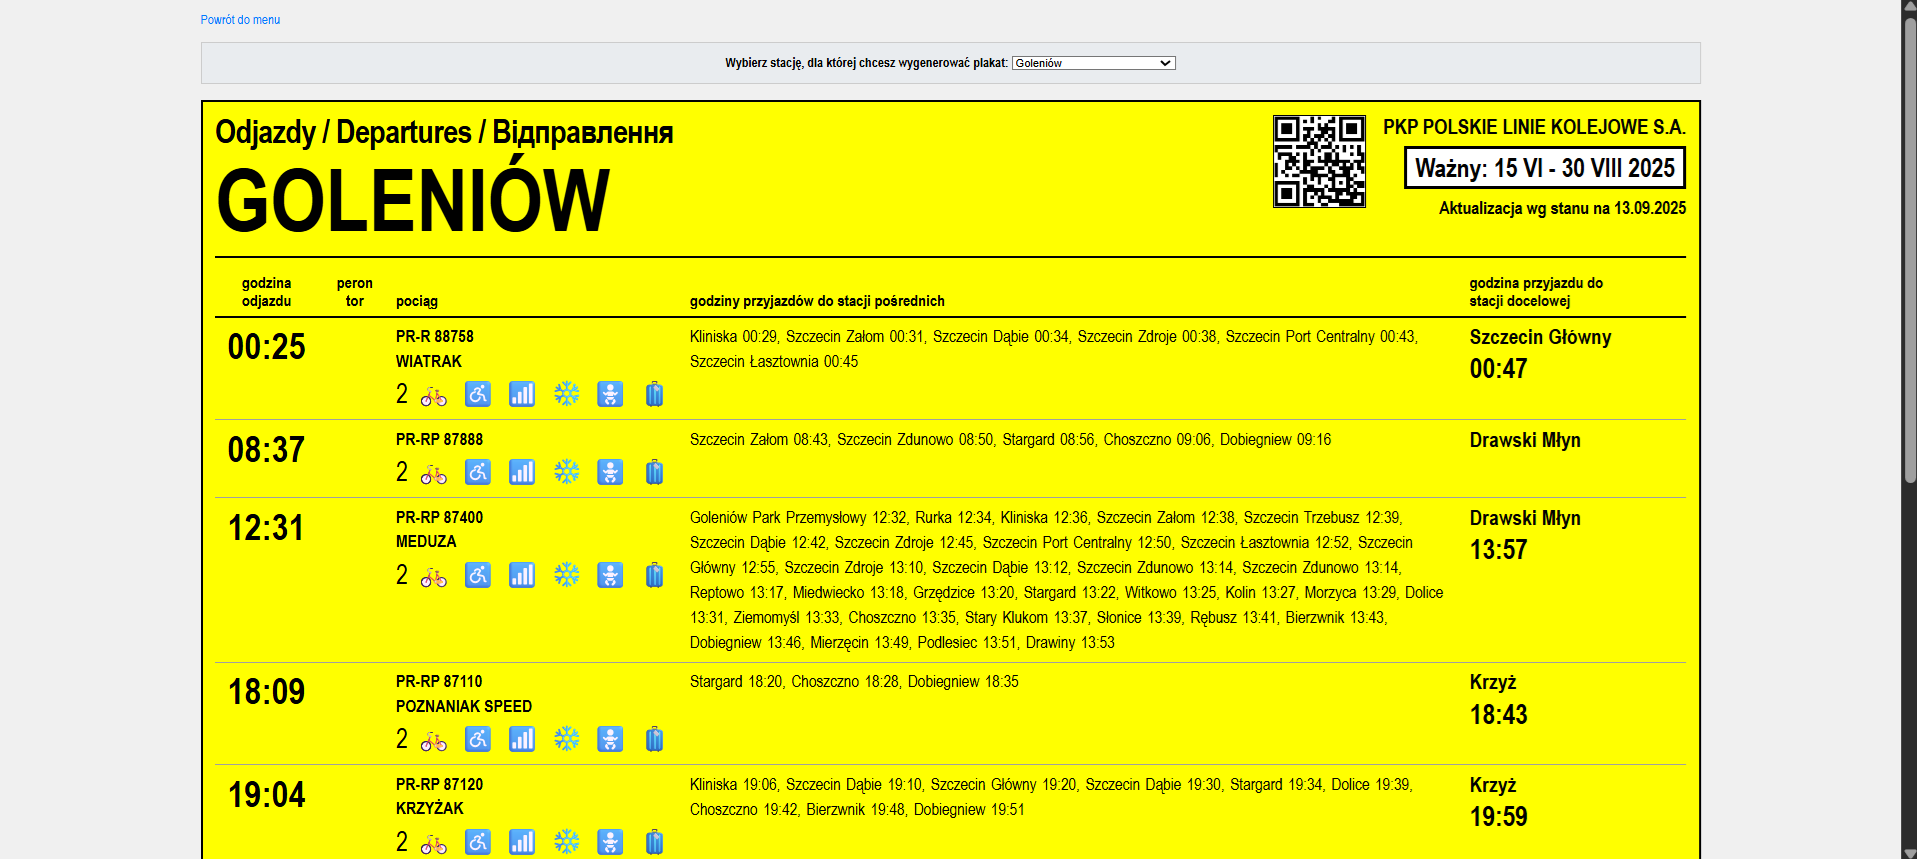 Powrót do menu
Wybierz stację, dla której chcesz wygenerować plakat: Goleniów
Odjazdy / Departures / Відправлення
GOLENIÓW
PKP POLSKIE LINIE KOLEJOWE S.A.
Ważny: 15 VI - 30 VIII 2025
Aktualizacja wg stanu na 13.09.2025
godzina odjazdu
peron tor
pociąg
godziny przyjazdów do stacji pośrednich
godzina przyjazdu do
stacji docelowej
00:25
PR-R 88758
WIATRAK
2
Kliniska 00:29, Szczecin Załom 00:31, Szczecin Dąbie 00:34, Szczecin Zdroje 00:38, Szczecin Port Centralny 00:43,
Szczecin Łasztownia 00:45
Szczecin Główny
00:47
08:37
PR-RP 87888
2
Szczecin Załom 08:43, Szczecin Zdunowo 08:50, Stargard 08:56, Choszczno 09:06, Dobiegniew 09:16
Drawski Młyn
12:31
PR-RP 87400
MEDUZA
2
Goleniów Park Przemysłowy 12:32, Rurka 12:34, Kliniska 12:36, Szczecin Załom 12:38, Szczecin Trzebusz 12:39,
Szczecin Dąbie 12:42, Szczecin Zdroje 12:45, Szczecin Port Centralny 12:50, Szczecin Łasztownia 12:52, Szczecin
Główny 12:55, Szczecin Zdroje 13:10, Szczecin Dąbie 13:12, Szczecin Zdunowo 13:14, Szczecin Zdunowo 13:14,
Reptowo 13:17, Miedwiecko 13:18, Grzędzice 13:20, Stargard 13:22, Witkowo 13:25, Kolin 13:27, Morzyca 13:29, Dolice
13:31, Ziemomyśl 13:33, Choszczno 13:35, Stary Klukom 13:37, Słonice 13:39, Rębusz 13:41, Bierzwnik 13:43,
Dobiegniew 13:46, Mierzęcin 13:49, Podlesiec 13:51, Drawiny 13:53
Drawski Młyn
13:57
18:09
PR-RP 87110
POZNANIAK SPEED
2
Stargard 18:20, Choszczno 18:28, Dobiegniew 18:35
Krzyż
18:43
19:04
PR-RP 87120
KRZYŻAK
2
Kliniska 19:06, Szczecin Dąbie 19:10, Szczecin Główny 19:20, Szczecin Dąbie 19:30, Stargard 19:34, Dolice 19:39,
Choszczno 19:42, Bierzwnik 19:48, Dobiegniew 19:51
Krzyż
19:59